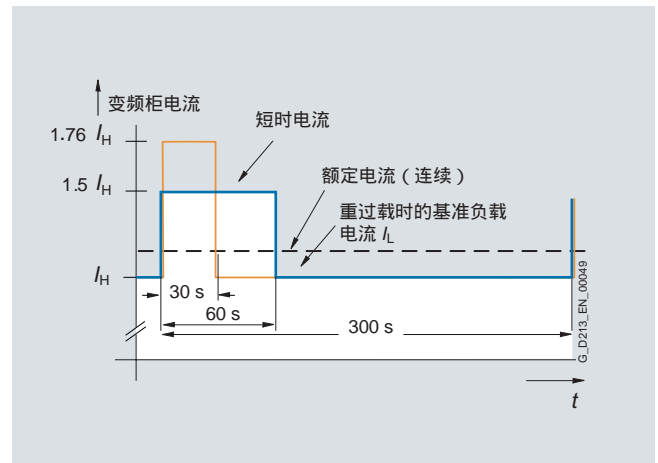 变频柜电流
短时电流
1.76 IH
额定电流（连续）
1.5 IH
重过载时的基准负载
电流 IL
IH
30 s
60 s
300 s
G_D213_EN_00049
t